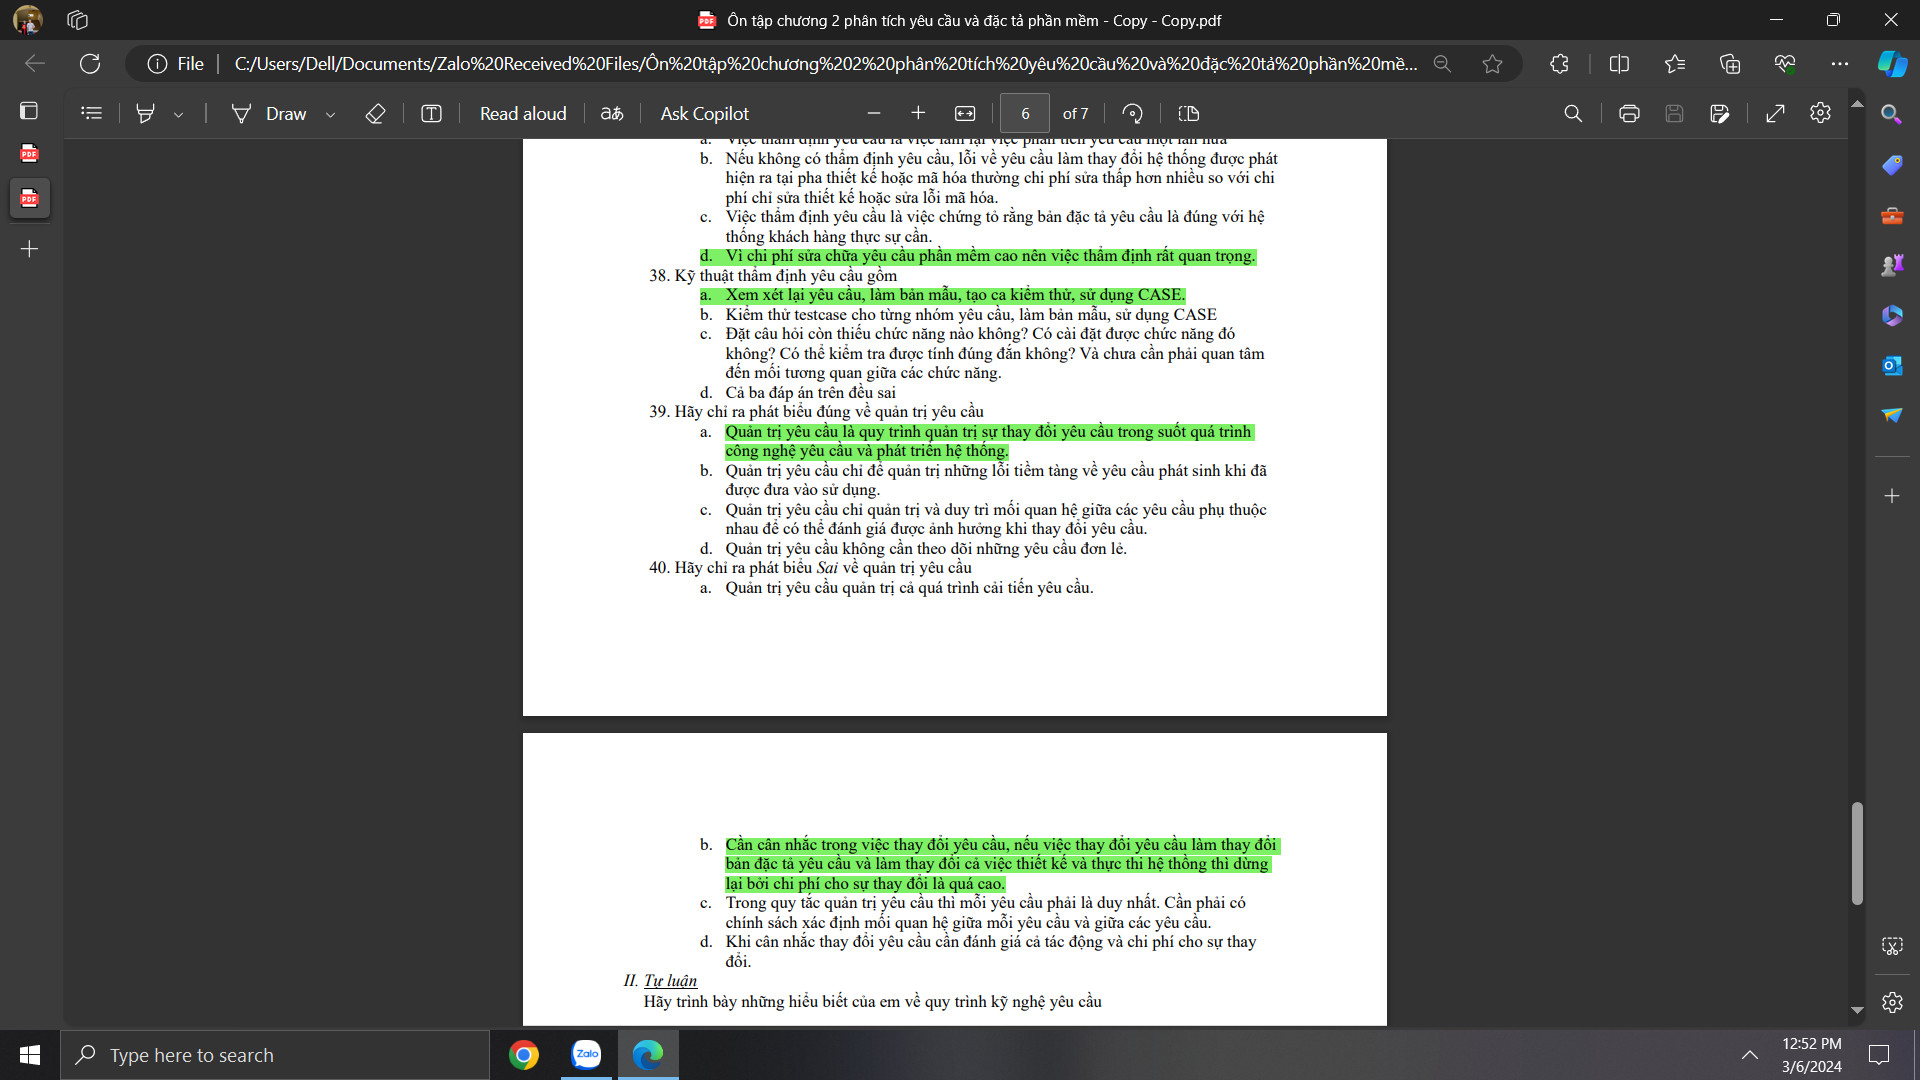 Ôn tập chương 2 phân tích yêu cầu và đặc tả phần mềm - Copy - Copy.pdf
File
C:/Users/Dell/Documents/Zalo%20Received%20Files/Ôn%20tập%20chương%202%20phân%20tích%20yêu%20cầu%20và%20đặc%20tả%20phần%20mề...
Draw
Read aloud
aあ
Ask Copilot
6 of 7
a. Việc thẩm định yêu cầu là việc làm lại việc phân tích yêu cầu một lần nữa
b. Nếu không có thẩm định yêu cầu, lỗi về yêu cầu làm thay đổi hệ thống được phát
hiện ra tại pha thiết kế hoặc mã hóa thường chi phí sửa thấp hơn nhiều so với chi
phí chi sửa thiết kế hoặc sửa lỗi mã hóa.
c. Việc thẩm định yêu cầu là việc chứng tỏ rằng bản đặc tả yêu cầu là đúng với hệ
thống khách hàng thực sự cần.
d. Vì chi phí sửa chữa yêu cầu phần mềm cao nên việc thẩm định rất quan trọng.
38. Kỹ thuật thẩm định yêu cầu gồm
a. Xem xét lại yêu cầu, làm bản mẫu, tạo ca kiểm thử, sử dụng CASE.
b. Kiểm thử testcase cho từng nhóm yêu cầu, làm bản mẫu, sử dụng CASE
c. Đặt câu hỏi còn thiếu chức năng nào không? Có cài đặt được chức năng đó
không? Có thể kiểm tra được tính đúng đắn không? Và chưa cần phải quan tâm
đến mối tương quan giữa các chức năng.
d. Cả ba đáp án trên đều sai
39. Hãy chỉ ra phát biểu đúng về quản trị yêu cầu
a. Quản trị yêu cầu là quy trình quản trị sự thay đổi yêu cầu trong suốt quá trình
công nghệ yêu cầu và phát triển hệ thống.
b. Quản trị yêu cầu chỉ để quản trị những lỗi tiềm tàng về yêu cầu phát sinh khi đã
được đưa vào sử dụng.
c. Quản trị yêu cầu chỉ quản trị và duy trì mối quan hệ giữa các yêu cầu phụ thuộc
nhau để có thể đánh giá được ảnh hưởng khi thay đổi yêu cầu.
d. Quản trị yêu cầu không cần theo dõi những yêu cầu đơn lẻ.
40. Hãy chỉ ra phát biểu Sai về quản trị yêu cầu
a. Quản trị yêu cầu quản trị cả quá trình cải tiến yêu cầu.
b. Cần cân nhắc trong việc thay đổi yêu cầu, nếu việc thay đổi yêu cầu làm thay đổi
bản đặc tả yêu cầu và làm thay đổi cả việc thiết kế và thực thi hệ thống thì dừng
lại bởi chi phí cho sự thay đổi là quá cao.
c. Trong quy tắc quản trị yêu cầu thì mỗi yêu cầu phải là duy nhất. Cần phải có
chính sách xác định mối quan hệ giữa mỗi yêu cầu và giữa các yêu cầu.
d. Khi cân nhắc thay đổi yêu cầu cần đánh giá cả tác động và chi phí cho sự thay
đổi.
II. Tự luận
Hãy trình bày những hiểu biết của em về quy trình kỹ nghệ yêu cầu
Type here to search
Zalo
12:52 PM
3/6/2024